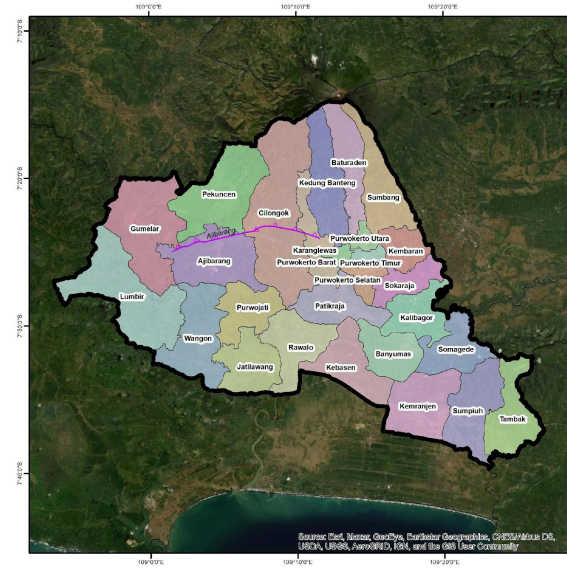 109°0'0"E
109°10'0"E
109°20'0"E
7°10'0"S
7°20'0"S
7°30'0"S
7°40'0"S
Baturaden
Kedung Banteng
Pekuncen
Sumbang
Cilongok
Gumelar
Ajibarang
Purwokerto Utara
Karanglewas
Kembaran
Ajibarang
Purwokerto Barat
Purwokerto Timur
Purwokerto Selatan
Sokaraja
Lumbir
Purwojati
Patikraja
Kalibagor
Wangon
Rawalo
Banyumas
Somagede
Jatilawang
Kebasen
Kemranjen
Sumpiuh
Tambak
Source: Esri, Maxar, GeoEye, Earthstar Geographics, CNES/Airbus DS,
USDA, USGS, AeroGRID, IGN, and the GIS User Community
109°0'0"E
109°10'0"E
109°20'0"E